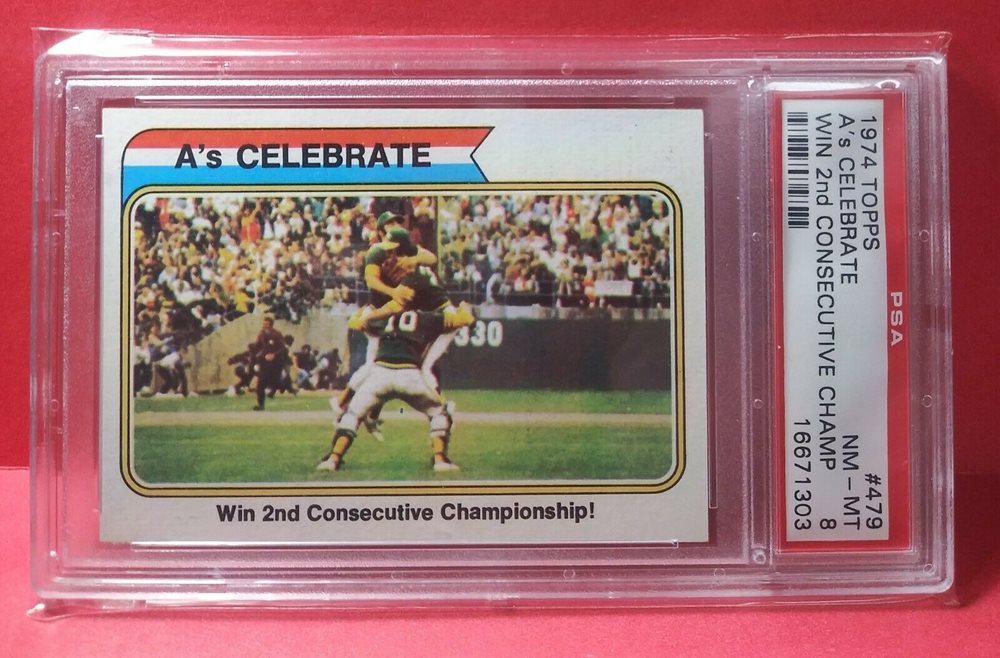 A's CELEBRATE
10
330
Win 2nd Consecutive Championship!
1974 TOPPS
#479
A's CELEBRATE
NM - MT
WIN 2nd CONSECUTIVE CHAMP
8
16671303
PSA